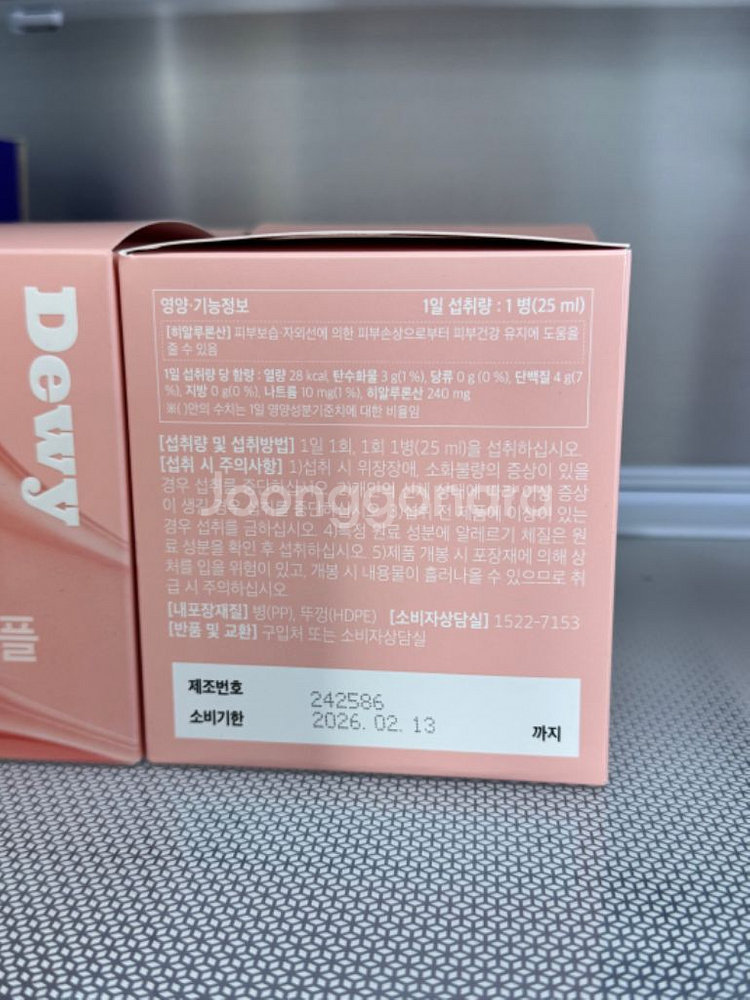 Dewy
플
영양·기능정보 1일 섭취량 : 1 병(25 ml)
[히알루론산] 피부보습·자외선에 의한 피부손상으로부터 피부건강 유지에 도움을
줄 수 있음
1일 섭취량 당 함량 : 열량 28 kcal, 탄수화물 3 g(1%), 당류 0 g (0 %), 단백질 4 g(7
%), 지방 0 g(0 %), 나트륨 10 mg(1 %), 히알루론산 240 mg
※( )안의 수치는 1일 영양성분기준치에 대한 비율임
[섭취량 및 섭취방법] 1일 1회, 1회 1병(25 ml)을 섭취하십시오.
[섭취 시 주의사항] 1)섭취 시 위장장애, 소화불량의 증상이 있을
경우 섭취를 중단하십시오. 증상
이 생기 있는
경우 섭취를 금하십시오. 4)특정 원료 성분에 알레르기 체질은 원
료 성분을 확인 후 섭취하십시오. 5)제품 개봉 시 포장재에 의해 상
처를 입을 위험이 있고, 개봉 시 내용물이 흘러나올 수 있으므로 취
급 시 주의하십시오.
[내포장재질] 병(PP), 뚜껑(HDPE) [소비자상담실] 1522-7153
[반품 및 교환] 구입처 또는 소비자상담실
제조번호 242586
소비기한 2026. 02. 13 까지
Joonggonara